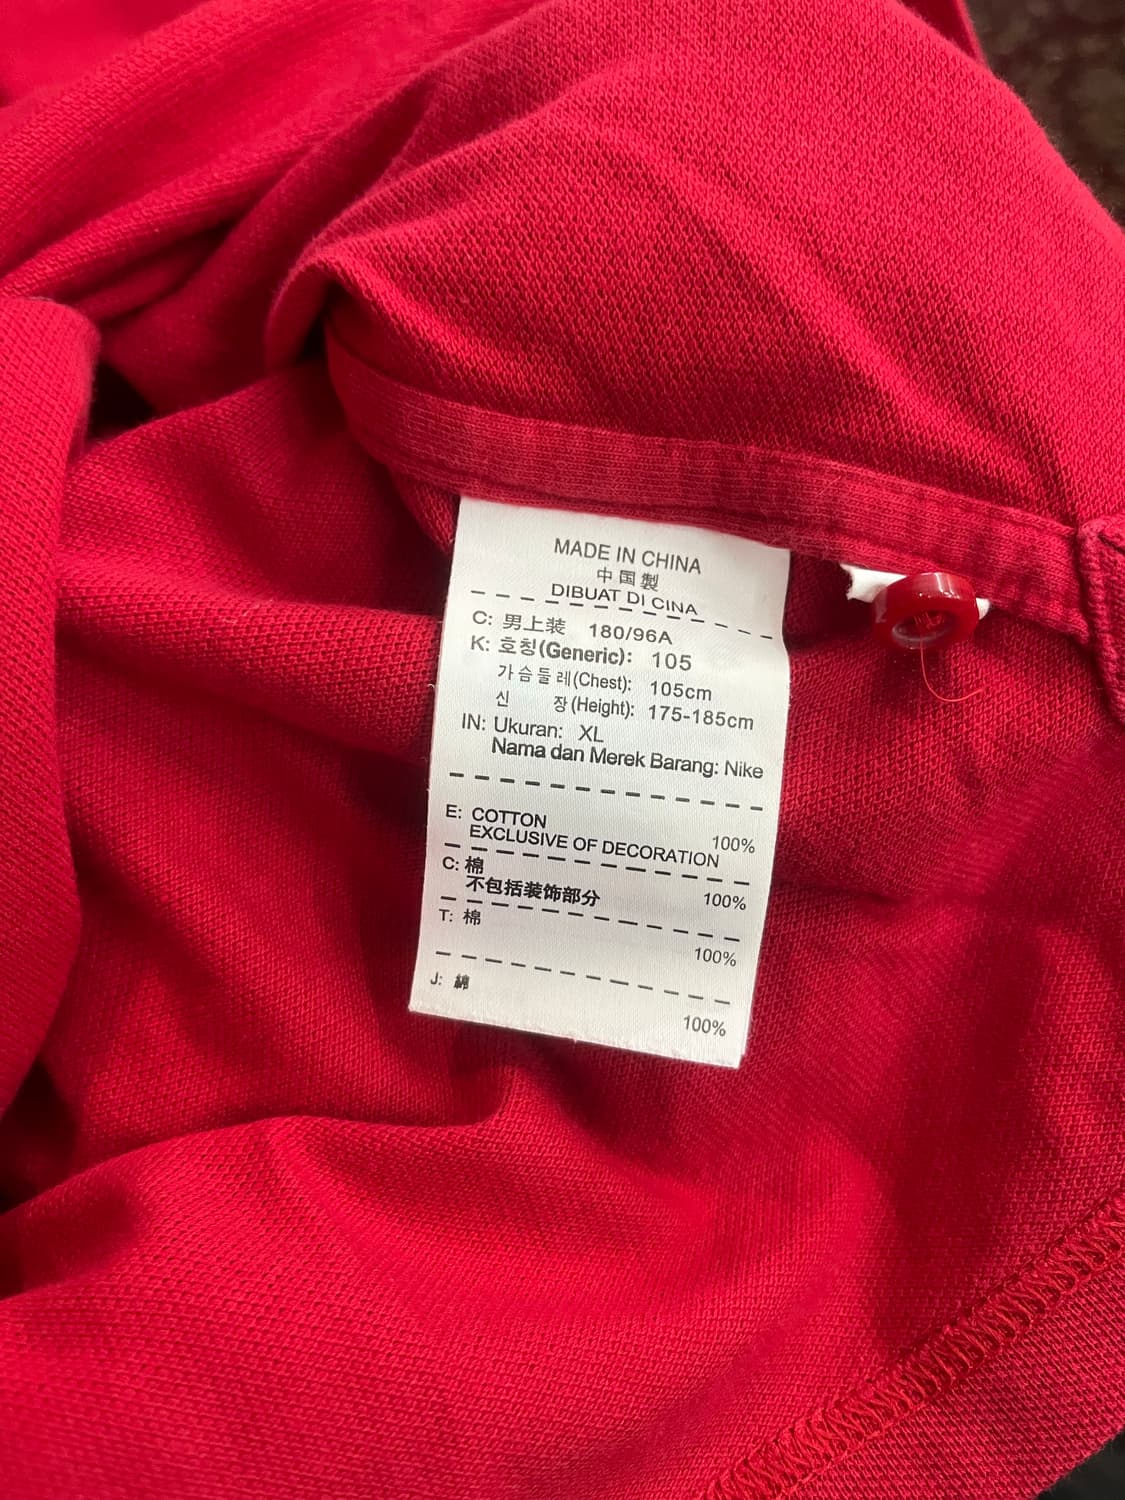 MADE IN CHINA
中国製
DIBUAT DI CINA
C: 男上装 180/96A
K: 호칭(Generic): 105
가슴둘레(Chest): 105cm
신 장(Height): 175-185cm
IN: Ukuran: XL
Nama dan Merek Barang: Nike
E: COTTON 100%
EXCLUSIVE OF DECORATION
C: 棉 100%
不包括装饰部分
T: 棉 100%
J: 綿 100%